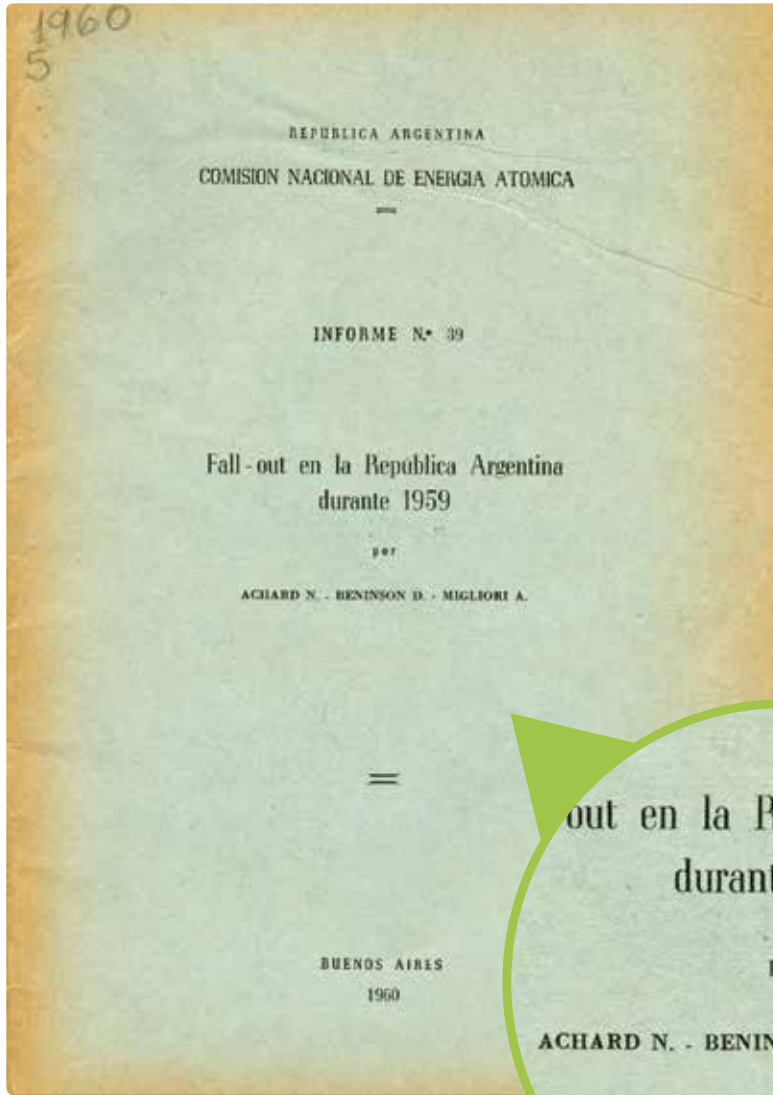 1960
5
REPÚBLICA ARGENTINA
COMISION NACIONAL DE ENERGIA ATOMICA
INFORME N.º 39
Fall-out en la República Argentina
durante 1959
por
ACHARD N. - BENINSON D. - MIGLIORI A.
BUENOS AIRES
1960
out en la R
durant
ACHARD N. - BENIN